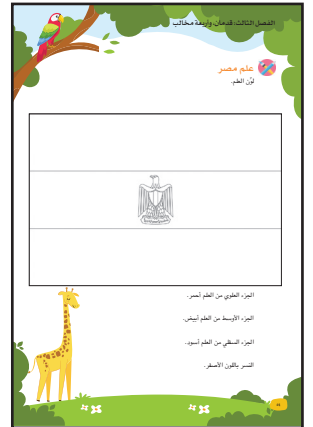 الفصل الثالث: قدمان، وأربعة مخالب
علم مصر
لوّن العلم.
الجزء العلوي من العلم أحمر.
الجزء الأوسط من العلم أبيض.
الجزء السفلي من العلم أسود.
النسر باللون الأصفر.